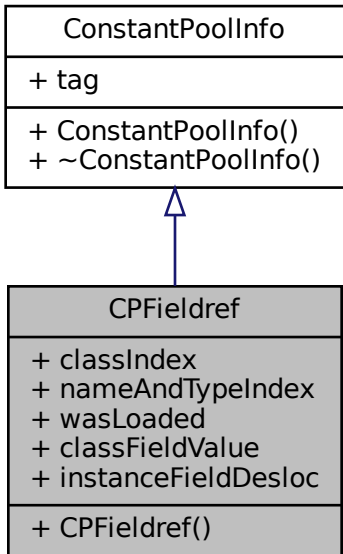 ConstantPoolInfo
+ tag
+ ConstantPoolInfo()
+ ~ConstantPoolInfo()
CPFieldref
+ classIndex
+ nameAndTypeIndex
+ wasLoaded
+ classFieldValue
+ instanceFieldDesloc
+ CPFieldref()